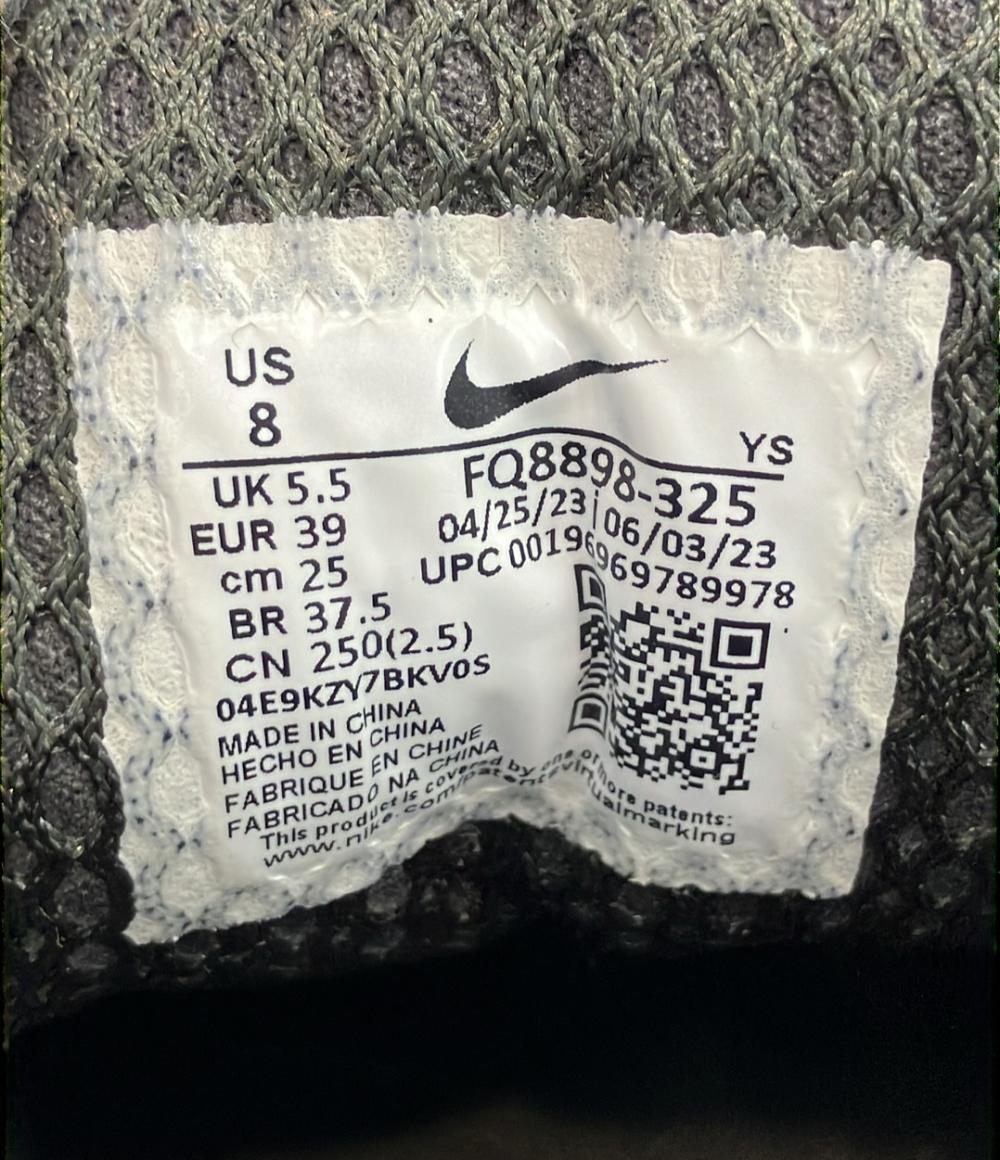 US
8
YS
UK 5.5
EUR 39
cm 25
BR 37.5
CN 250(2.5)
FQ8898-325
04/25/23 | 06/03/23
UPC 00196969789978
04E9KZY7BKV0S
MADE IN CHINA
HECHO EN CHINA
FABRIQUE EN CHINE
FABRICADO NA CHINA
This product is covered by one or more patents:
www.nike.com/patentsvirtualmarking